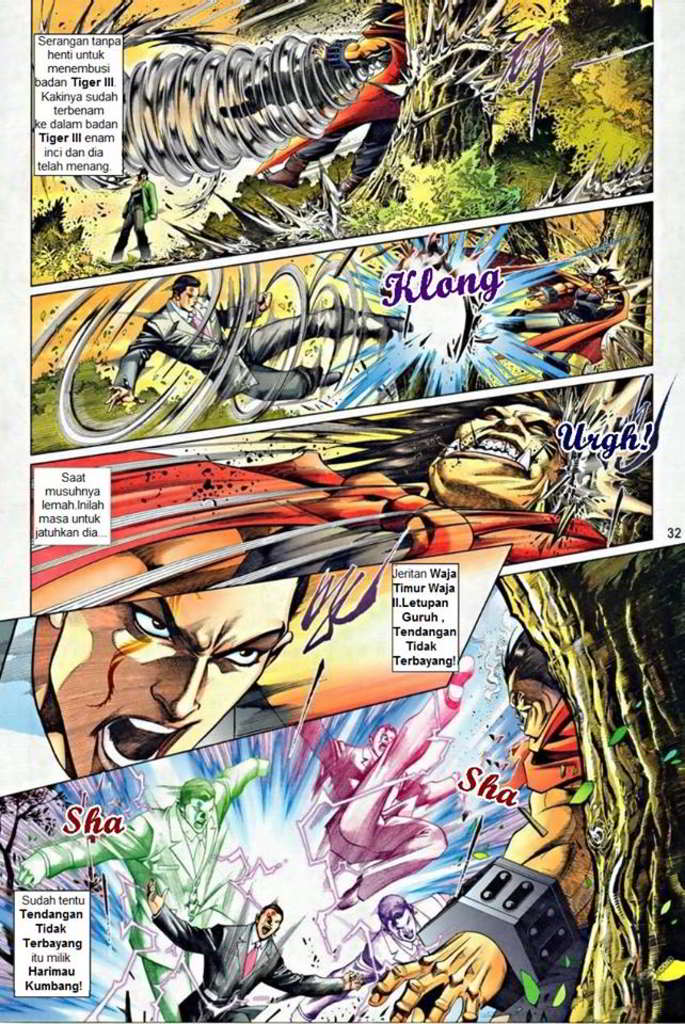 Serangan tanpa
henti untuk
menembusi
badan Tiger III.
Kakinya sudah
terbenam
ke dalam badan
Tiger III enam
inci dan dia
telah menang.
Klong
Urgh!
Saat
musuhnya
lemah.Inilah
masa untuk
jatuhkan dia....
32
Jeritan Waja
Timur Waja
II.Letupan
Guruh ,
Tendangan
Tidak
Terbayang!
Sha
Sha
Sudah tentu
Tendangan
Tidak
Terbayang
itu milik
Harimau
Kumbang!